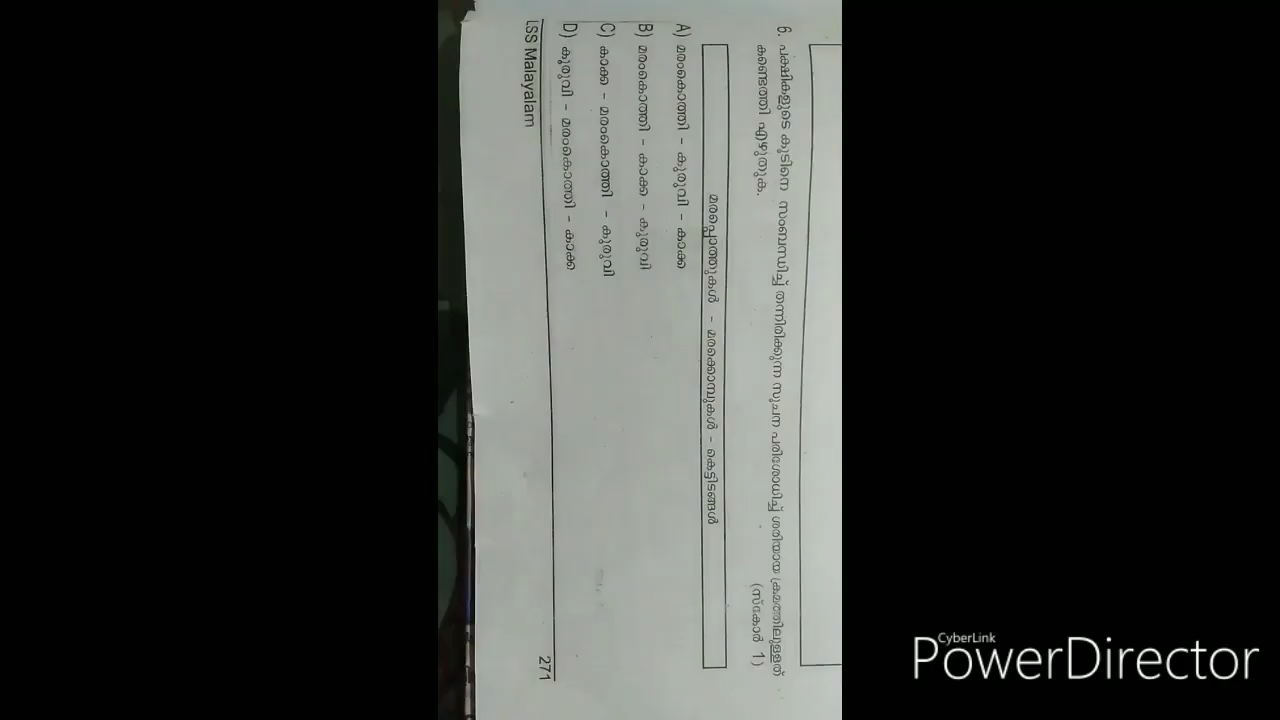 6. പക്ഷികളുടെ കൂടിനെ സംബന്ധിച്ച് തന്നിരിക്കുന്ന സൂചന പരിശോധിച്ച് ശരിയായ ക്രമത്തിലുള്ളത്
കണ്ടെത്തി എഴുതുക. (സ്കോർ 1)
മരപ്പൊത്തുകൾ - മരക്കൊമ്പുകൾ - കെട്ടിടങ്ങൾ
A) മരംകൊത്തി - കുരുവി - കാക്ക
B) മരംകൊത്തി - കാക്ക - കുരുവി
C) കാക്ക - മരംകൊത്തി - കുരുവി
D) കുരുവി - മരംകൊത്തി - കാക്ക
LSS Malayalam 271
CyberLink
PowerDirector